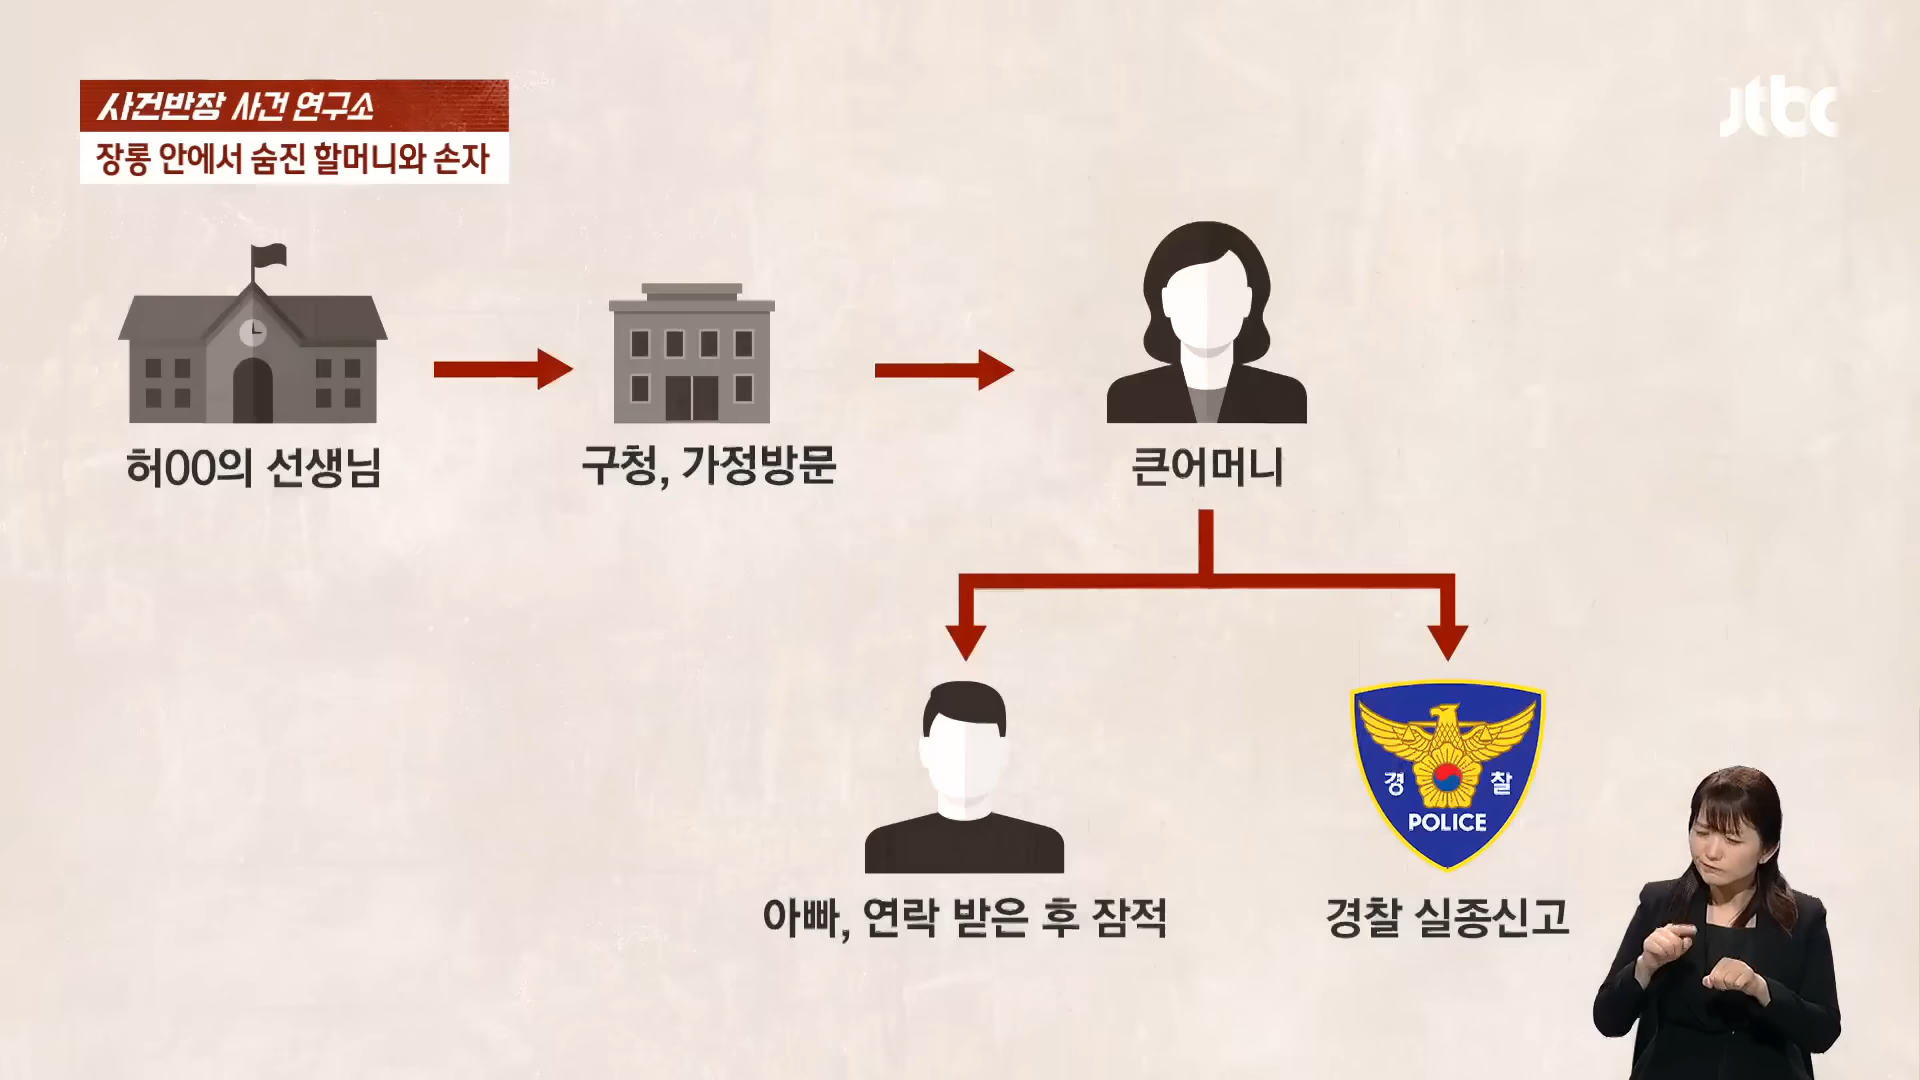 사건반장 사건 연구소
jtbc
장롱 안에서 숨진 할머니와 손자
허00의 선생님
구청, 가정방문
큰어머니
경 찰
POLICE
아빠, 연락 받은 후 잠적
경찰 실종신고